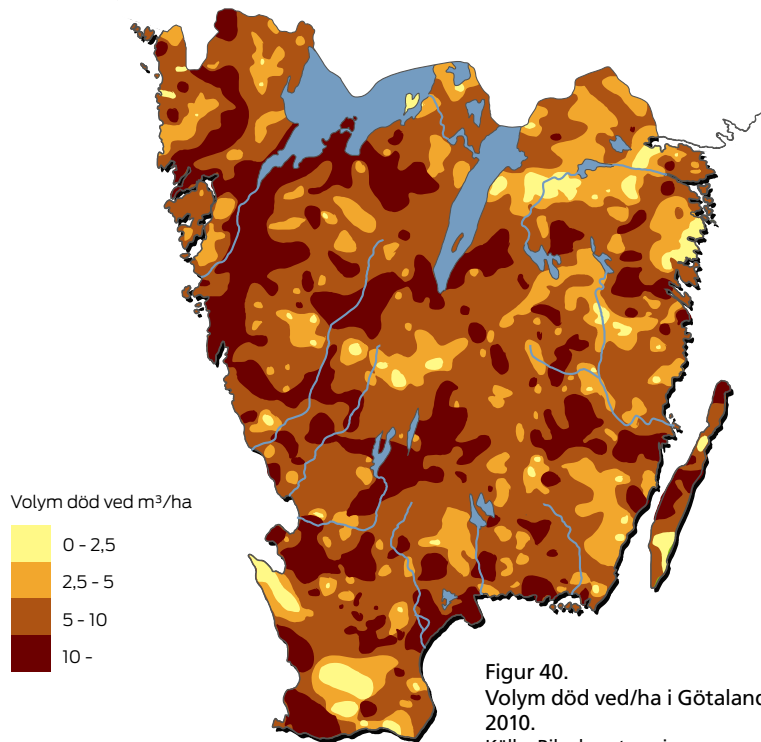 Volym död ved m³/ha
0 - 2,5
2,5 - 5
5 - 10
10 -
Figur 40.
Volym död ved/ha i Götaland
2010.